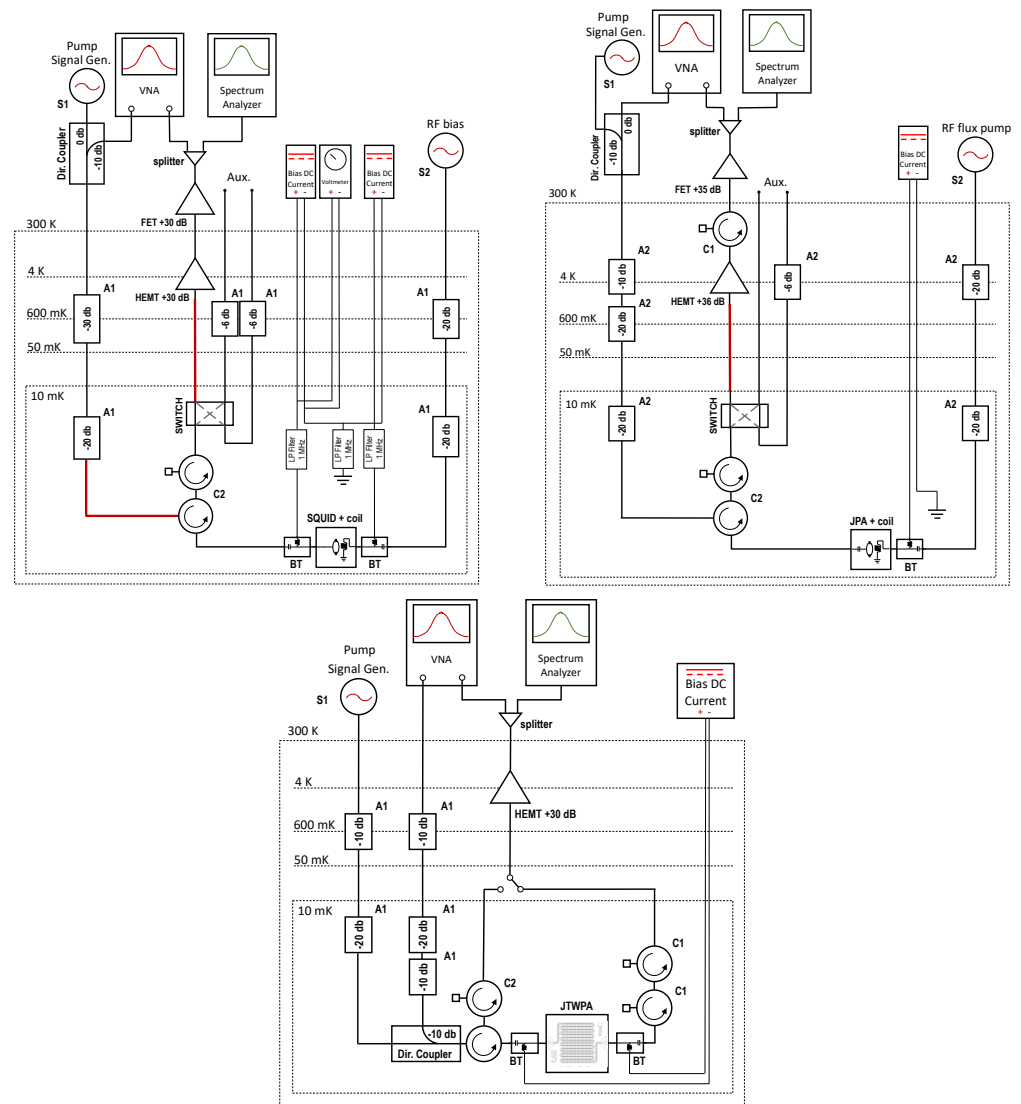 Pump
Signal Gen.
S1
VNA
Spectrum
Analyzer
Dir. Coupler
0 db
-10 db
splitter
FET +30 dB
Aux.
Bias DC
Current
+ -
Voltmeter
+ -
Bias DC
Current
+ -
RF bias
S2
300 K
4 K
HEMT +30 dB
A1
-30 db
A1
-6 db
A1
-6 db
A1
-20 db
600 mK
50 mK
10 mK
A1
-20 db
SWITCH
LP Filter
1 MHz
LP Filter
1 MHz
LP Filter
1 MHz
A1
-20 db
C2
SQUID + coil
BT
BT
Pump
Signal Gen.
S1
VNA
Spectrum
Analyzer
Dir. Coupler
0 db
-10 db
splitter
FET +35 dB
Aux.
Bias DC
Current
+ -
RF flux pump
S2
300 K
C1
4 K
A2
-10 db
HEMT +36 dB
A2
-6 db
A2
-20 db
600 mK
A2
-20 db
50 mK
10 mK
A2
-20 db
SWITCH
A2
-20 db
C2
JPA + coil
BT
Pump
Signal Gen.
S1
VNA
Spectrum
Analyzer
splitter
Bias DC
Current
+ -
300 K
4 K
HEMT +30 dB
600 mK
A1
-10 db
A1
-10 db
50 mK
10 mK
A1
-20 db
A1
-20 db
A1
-10 db
C2
C1
C1
JTWPA
-10 db
Dir. Coupler
BT
BT